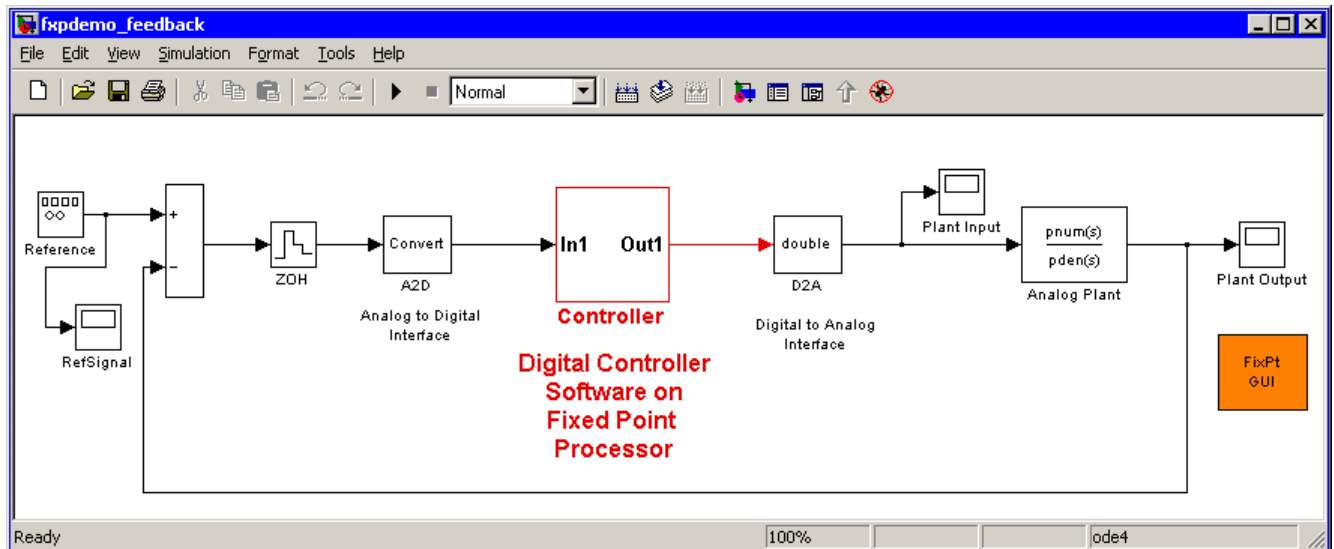 fxpdemo_feedback
File Edit View Simulation Format Tools Help
Normal
Reference
RefSignal
+
−
ZOH
Convert
A2D
Analog to Digital
Interface
In1 Out1
Controller
Digital Controller
Software on
Fixed Point
Processor
double
D2A
Digital to Analog
Interface
Plant Input
pnum(s)
pden(s)
Analog Plant
Plant Output
FixPt
GUI
Ready 100% ode4